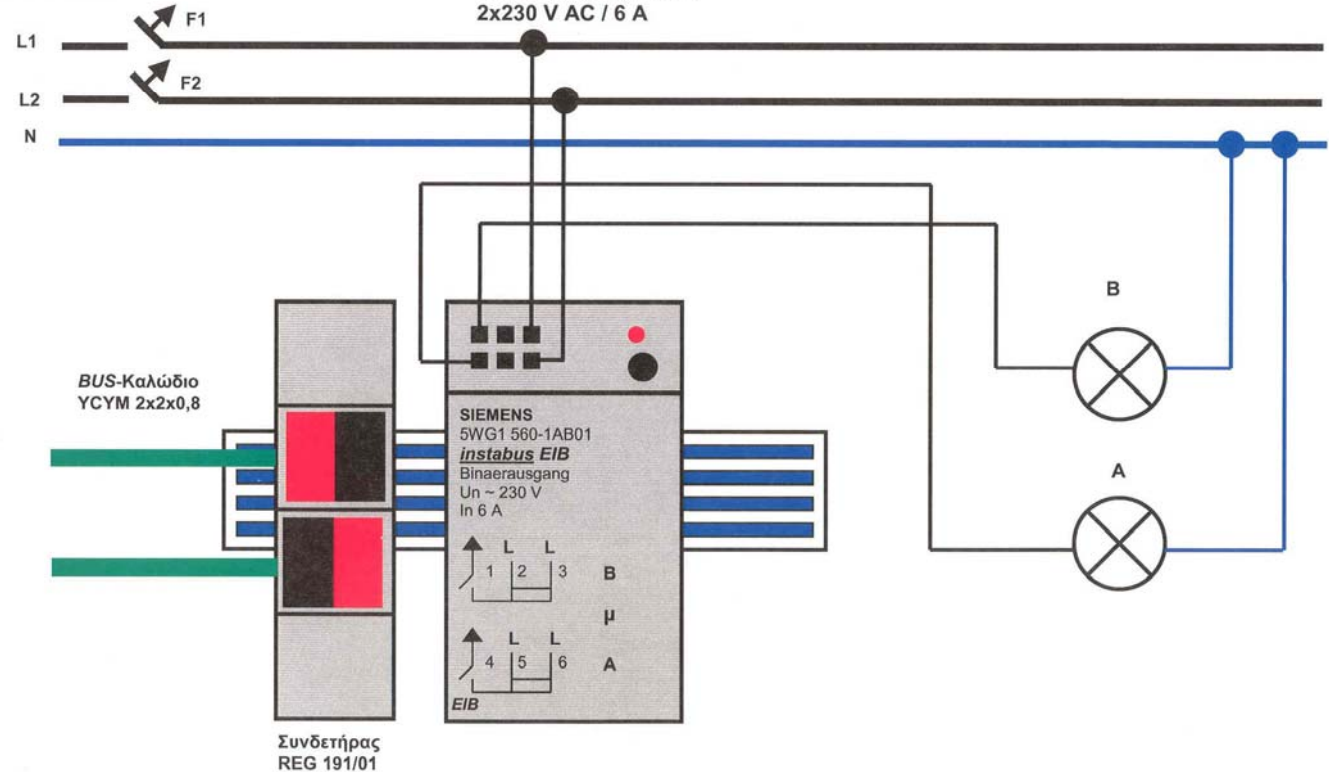 2x230 V AC / 6 A
F1
L1
F2
L2
N
B
BUS-Καλώδιο
YCYM 2x2x0,8
A
SIEMENS
5WG1 560-1AB01
instabus EIB
Binaerausgang
Un ~ 230 V
In 6 A
L L
1 2 3 B
µ
L L
4 5 6 A
EIB
Συνδετήρας
REG 191/01